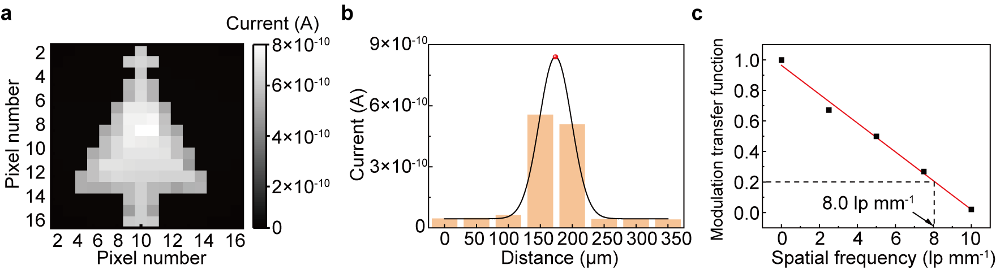 a
Current (A)
8×10⁻¹⁰
6×10⁻¹⁰
4×10⁻¹⁰
2×10⁻¹⁰
0
Pixel number
2
4
6
8
10
12
14
16
2 4 6 8 10 12 14 16
Pixel number
b
Current (A)
9×10⁻¹⁰
6×10⁻¹⁰
3×10⁻¹⁰
0
0 50 100 150 200 250 300 350
Distance (μm)
c
Modulation transfer function
1.0
0.8
0.6
0.4
0.2
0.0
8.0 lp mm⁻¹
0 2 4 6 8 10
Spatial frequency (lp mm⁻¹)